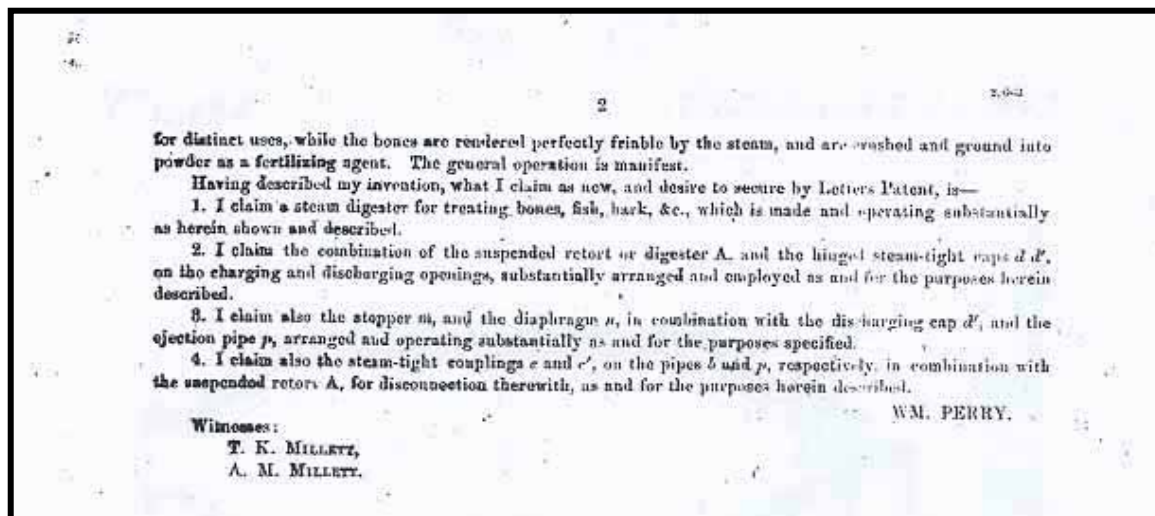 2
for distinct uses, while the bones are rendered perfectly friable by the steam, and are crushed and ground into
powder as a fertilizing agent. The general operation is manifest.
Having described my invention, what I claim as new, and desire to secure by Letters Patent, is—
1. I claim a steam digester for treating bones, fish, bark, &c., which is made and operating substantially
as herein shown and described.
2. I claim the combination of the suspended retort or digester A, and the hinged steam-tight caps d d',
on the charging and discharging openings, substantially arranged and employed as and for the purposes herein
described.
3. I claim also the stopper m, and the diaphragm n, in combination with the discharging cap d', and the
ejection pipe p, arranged and operating substantially as and for the purposes specified.
4. I claim also the steam-tight couplings e and e', on the pipes b and p, respectively, in combination with
the suspended retort A, for disconnection therewith, as and for the purposes herein described.
WM. PERRY.
Witnesses:
T. K. MILLETT,
A. M. MILLETT.